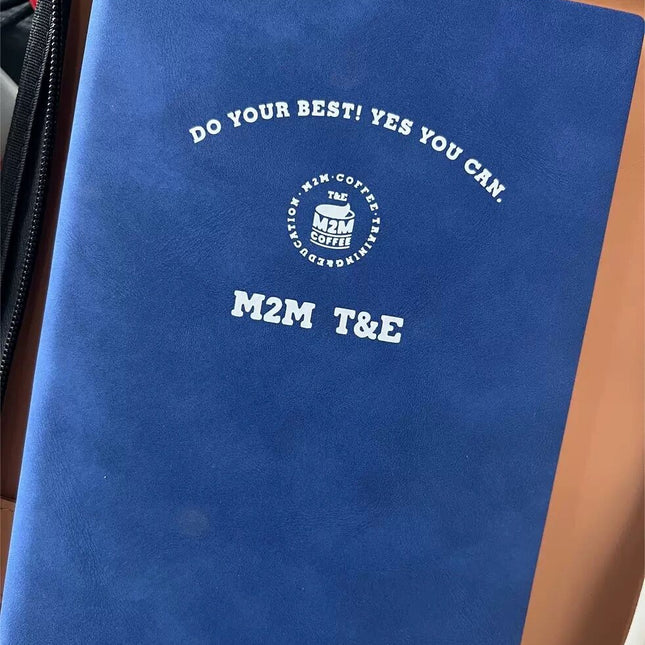 DO YOUR BEST! YES YOU CAN.
·M2M·COFFEE·TRAINING&EDUCATION
T&E
M2M
COFFEE
M2M T&E